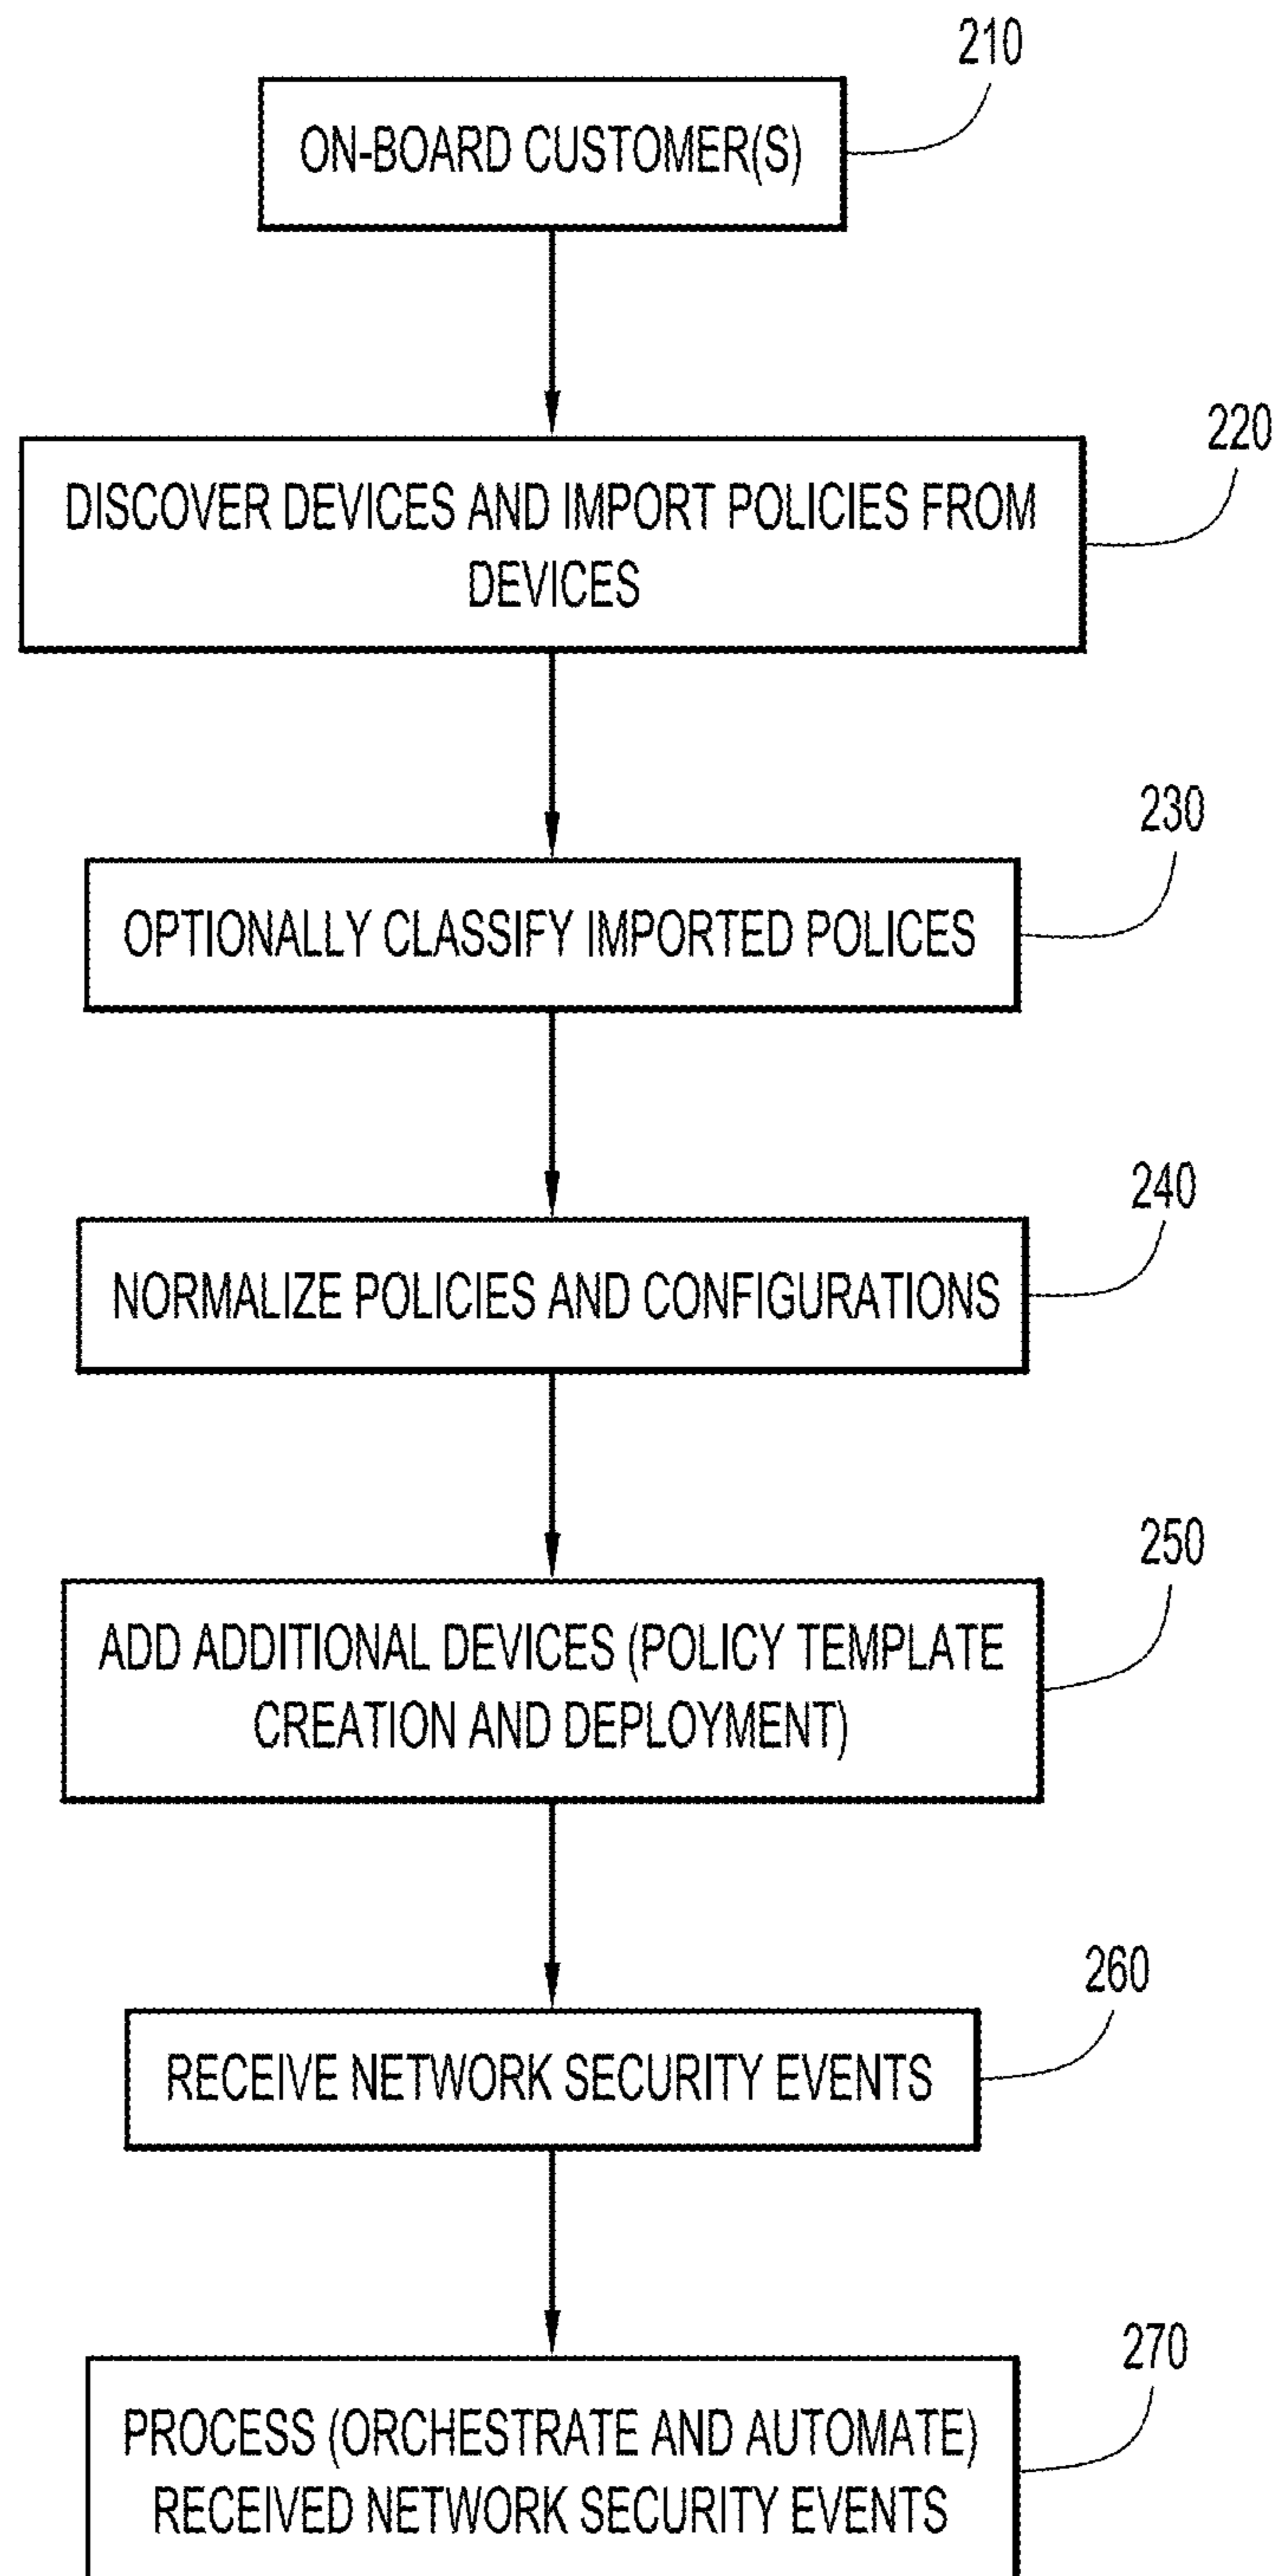 210
ON-BOARD CUSTOMER(S)
220
DISCOVER DEVICES AND IMPORT POLICIES FROM
DEVICES
230
OPTIONALLY CLASSIFY IMPORTED POLICES
240
NORMALIZE POLICIES AND CONFIGURATIONS
250
ADD ADDITIONAL DEVICES (POLICY TEMPLATE
CREATION AND DEPLOYMENT)
260
RECEIVE NETWORK SECURITY EVENTS
270
PROCESS (ORCHESTRATE AND AUTOMATE)
RECEIVED NETWORK SECURITY EVENTS